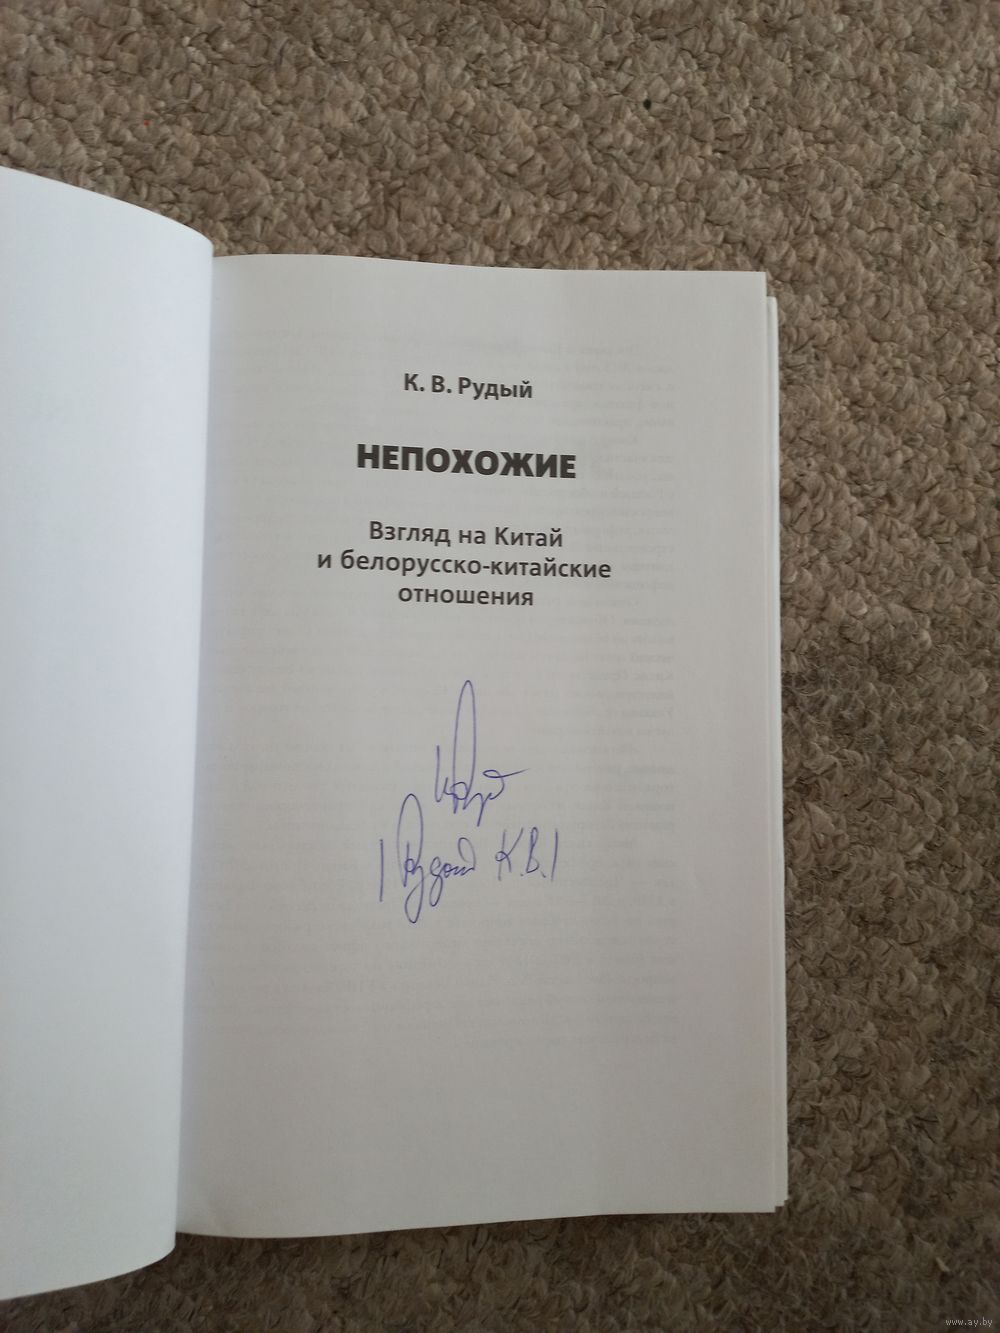 К. В. Рудый
НЕПОХОЖИЕ
Взгляд на Китай
и белорусско-китайские
отношения
/Рудый К.В./
www.ay.by